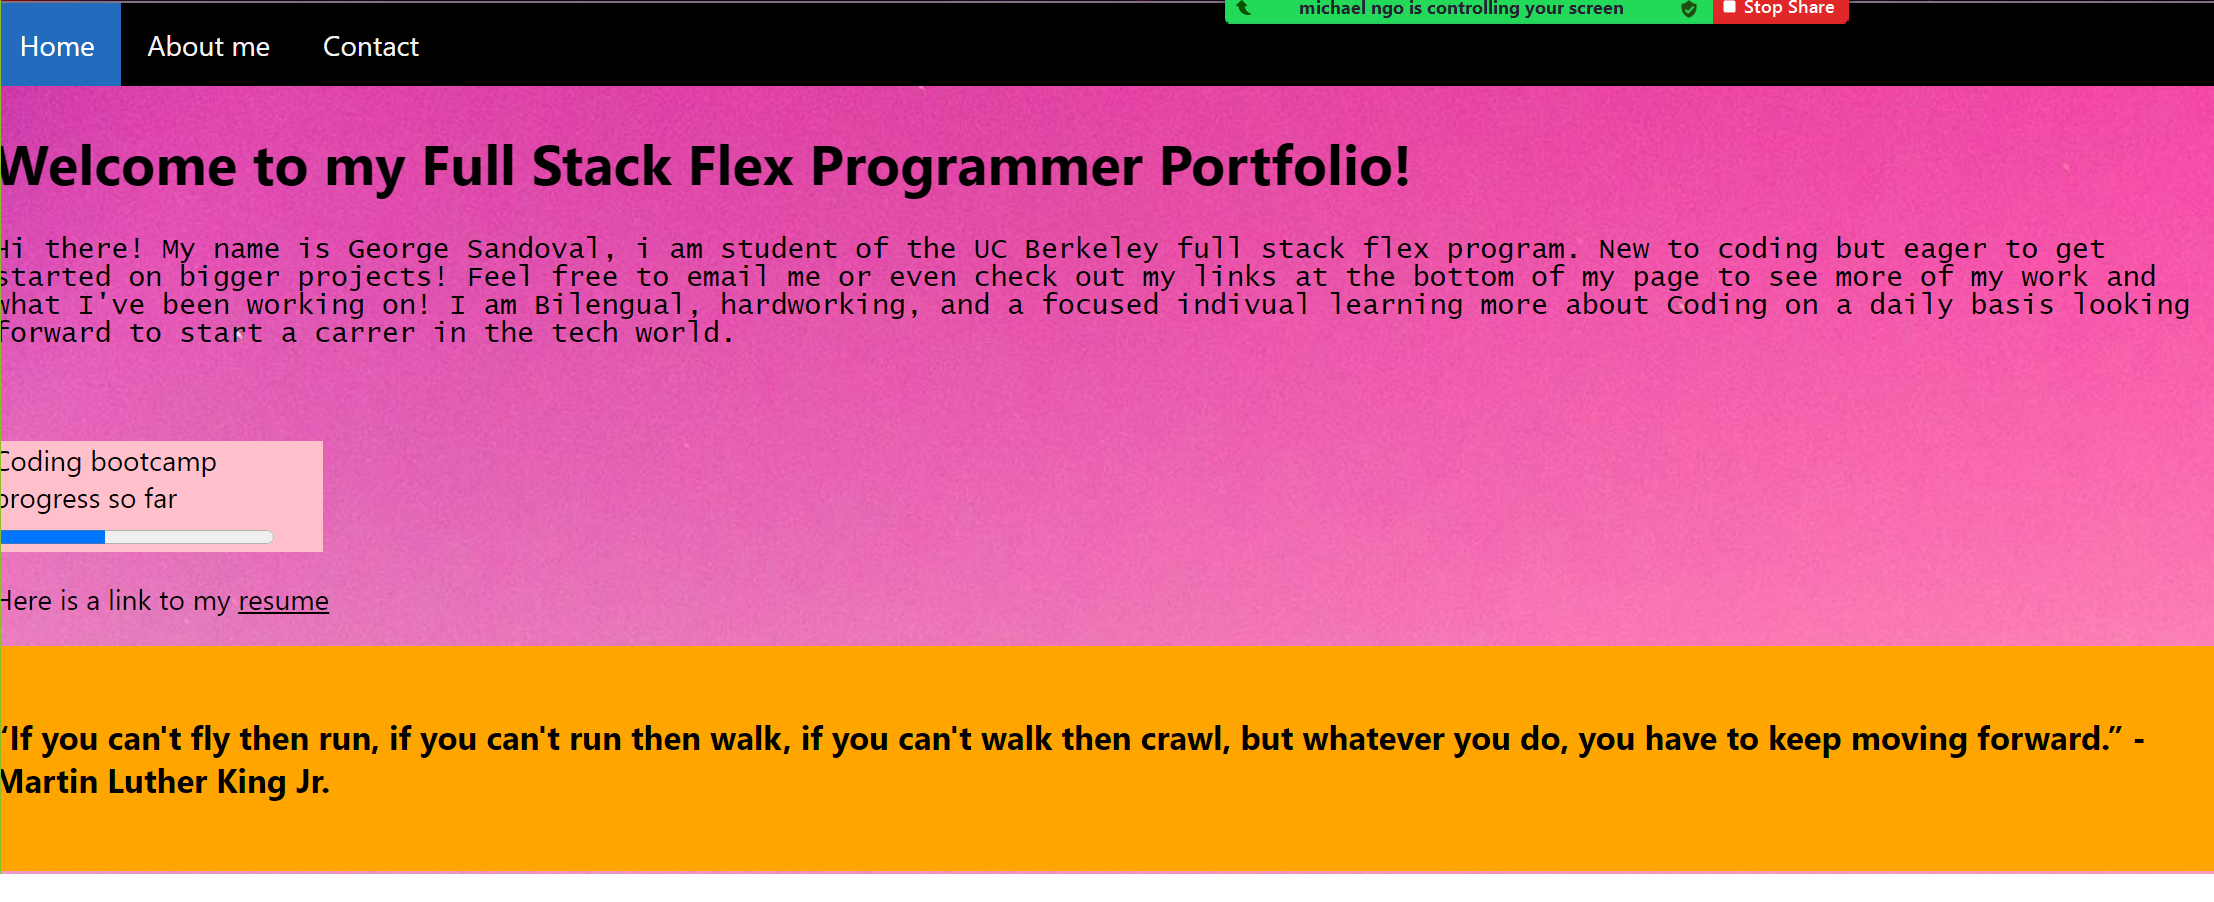 michael ngo is controlling your screen Stop Share
Home About me Contact
Welcome to my Full Stack Flex Programmer Portfolio!
Hi there! My name is George Sandoval, i am student of the UC Berkeley full stack flex program. New to coding but eager to get
started on bigger projects! Feel free to email me or even check out my links at the bottom of my page to see more of my work and
what I've been working on! I am Bilengual, hardworking, and a focused indivual learning more about Coding on a daily basis looking
forward to start a carrer in the tech world.
Coding bootcamp
progress so far
Here is a link to my resume
“If you can't fly then run, if you can't run then walk, if you can't walk then crawl, but whatever you do, you have to keep moving forward.” -
Martin Luther King Jr.